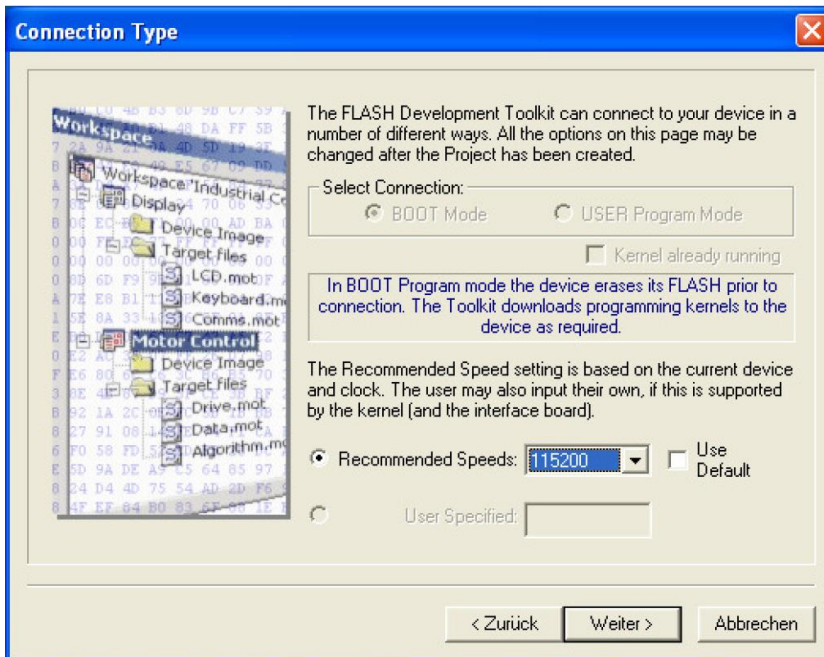 Connection Type
Workspace
Workspace 'Industrial Co
Display
Device Image
Target files
LCD.mot
Keyboard.m
Comms.mot
Motor Control
Device Image
Target files
Drive.mot
Data.mot
Algorithm.mo
The FLASH Development Toolkit can connect to your device in a
number of different ways. All the options on this page may be
changed after the Project has been created.
Select Connection:
BOOT Mode
USER Program Mode
Kernel already running
In BOOT Program mode the device erases its FLASH prior to
connection. The Toolkit downloads programming kernels to the
device as required.
The Recommended Speed setting is based on the current device
and clock. The user may also input their own, if this is supported
by the kernel (and the interface board).
Recommended Speeds:
115200
Use
Default
User Specified:
< Zurück
Weiter >
Abbrechen